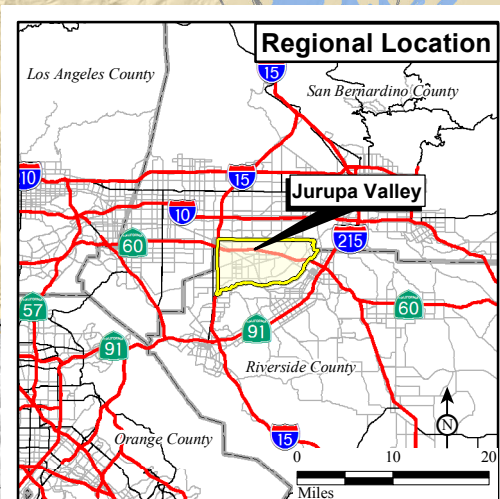 Regional Location
Los Angeles County
15
San Bernardino County
10
15
Jurupa Valley
10
60
215
57
60
91
91
Riverside County
Orange County
15
N
0 10 20
Miles